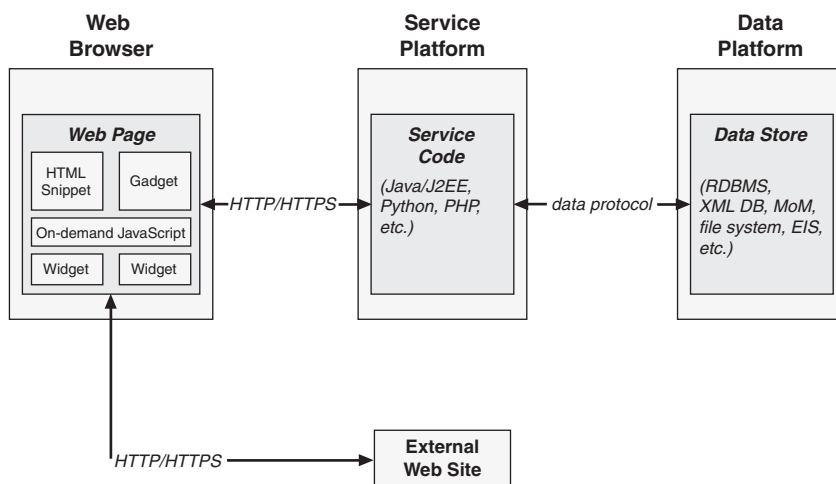 Web
Browser
Service
Platform
Data
Platform
Web Page
HTML
Snippet
Gadget
On-demand JavaScript
Widget
Widget
HTTP/HTTPS
Service
Code
(Java/J2EE,
Python, PHP,
etc.)
data protocol
Data Store
(RDBMS,
XML DB, MoM,
file system, EIS,
etc.)
HTTP/HTTPS
External
Web Site